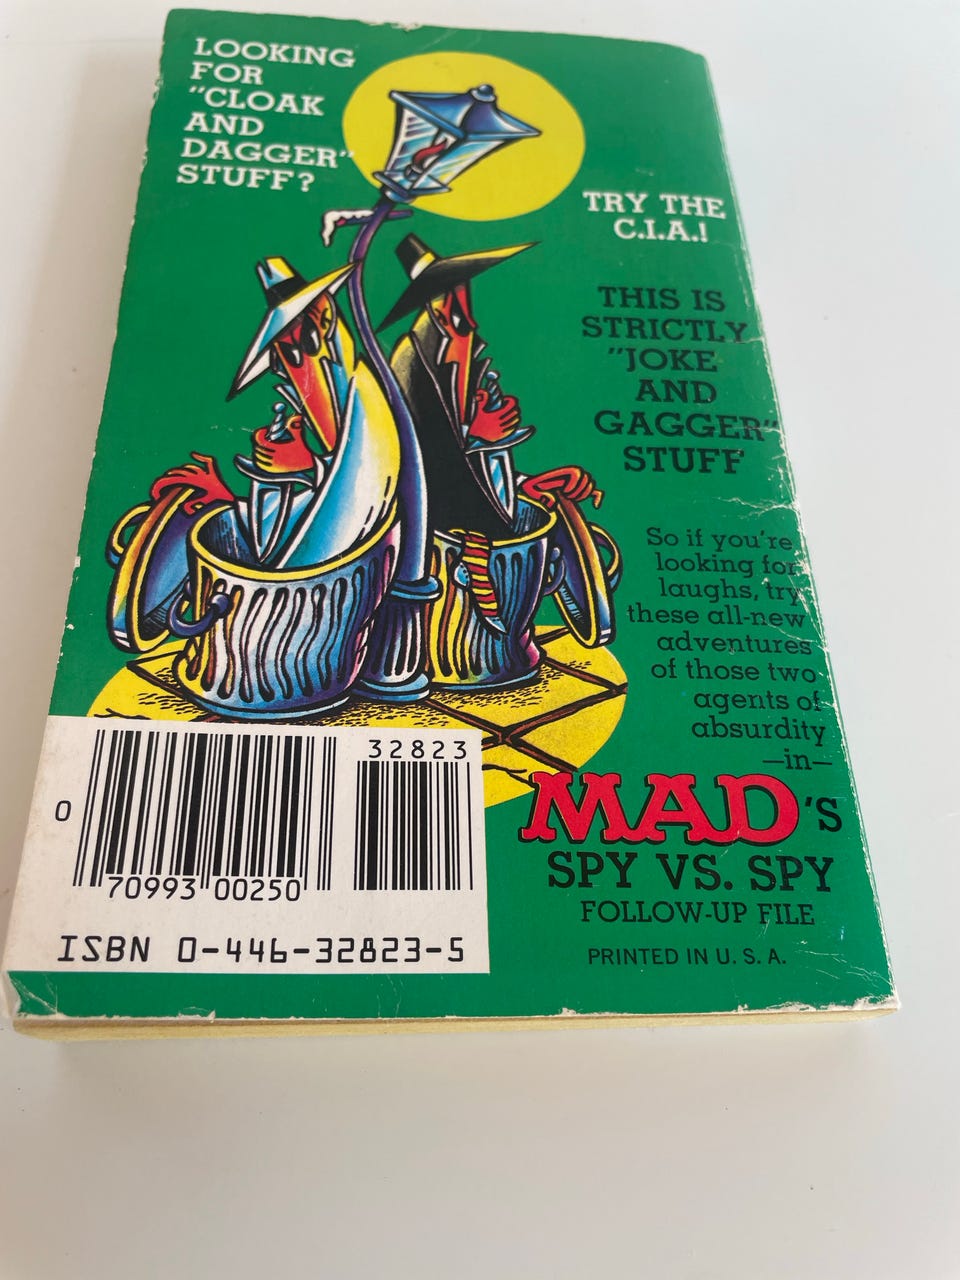 LOOKING
FOR
"CLOAK
AND
DAGGER"
STUFF?
TRY THE
C.I.A.!
THIS IS
STRICTLY
"JOKE
AND
GAGGER"
STUFF
So if you're
looking for
laughs, try
these all-new
adventures
of those two
agents of
absurdity
—in—
MAD's
SPY VS. SPY
FOLLOW-UP FILE
PRINTED IN U. S. A.
32823
0
70993 00250
ISBN 0-446-32823-5